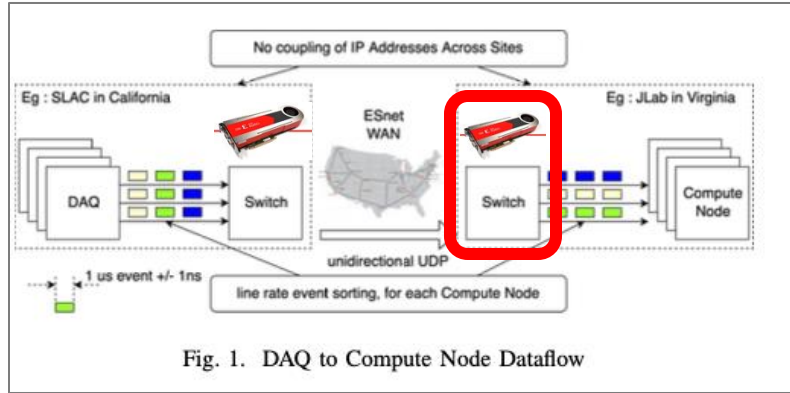 No coupling of IP Addresses Across Sites
Eg : SLAC in California
Eg : JLab in Virginia
ESnet
WAN
DAQ
Switch
Switch
Compute
Node
unidirectional UDP
1 us event +/- 1ns
line rate event sorting, for each Compute Node
Fig. 1. DAQ to Compute Node Dataflow